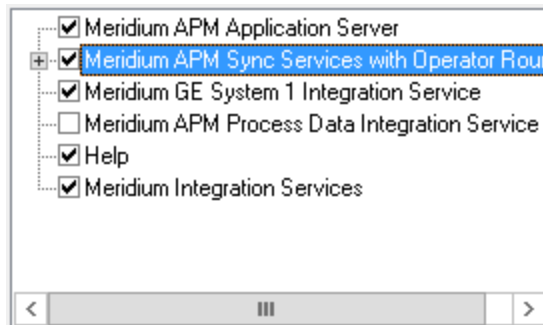 Meridium APM Application Server
Meridium APM Sync Services with Operator
Meridium GE System 1 Integration Service
Meridium APM Process Data Integration Service
Help
Meridium Integration Services